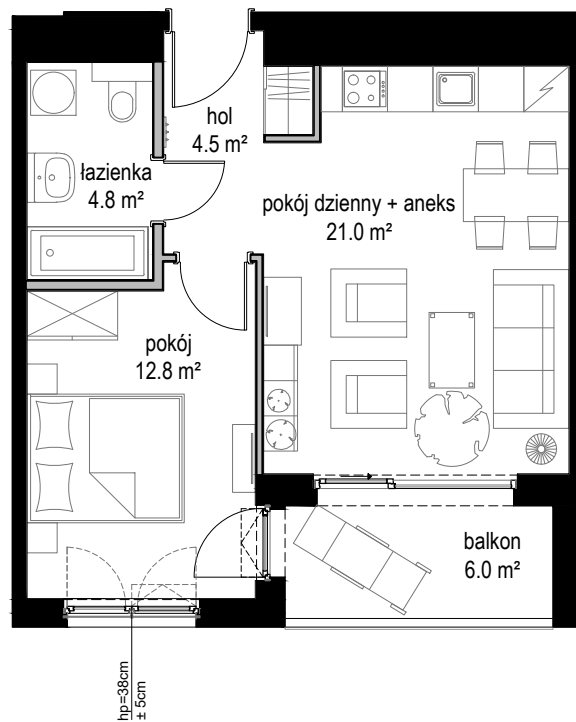 hol
4.5 m²
łazienka
4.8 m²
pokój dzienny + aneks
21.0 m²
pokój
12.8 m²
balkon
6.0 m²
hp=38cm
± 5cm